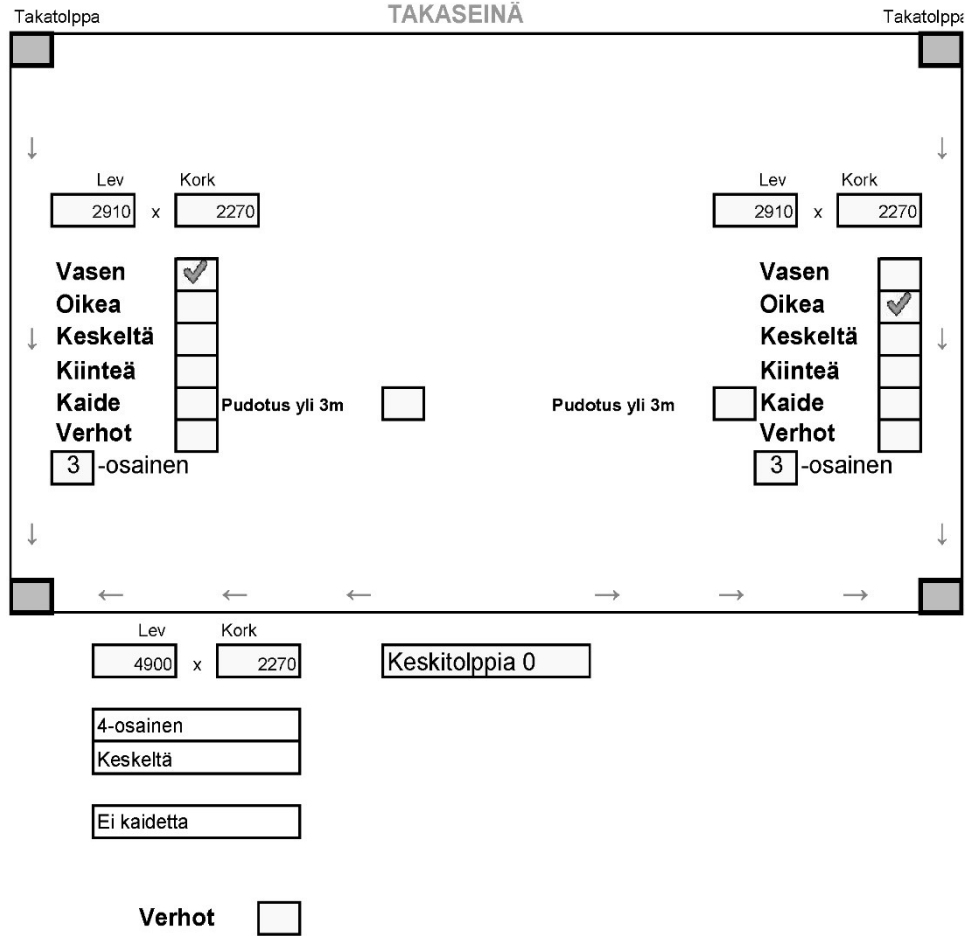 Takatolppa TAKASEINÄ Takatolppa
Lev Kork Lev Kork
2910 x 2270 2910 x 2270
Vasen Vasen
Oikea Oikea
Keskeltä Keskeltä
Kiinteä Kiinteä
Kaide Pudotus yli 3m Pudotus yli 3m Kaide
Verhot Verhot
3 -osainen 3 -osainen
Lev Kork
4900 x 2270 Keskitolppia 0
4-osainen
Keskeltä
Ei kaidetta
Verhot